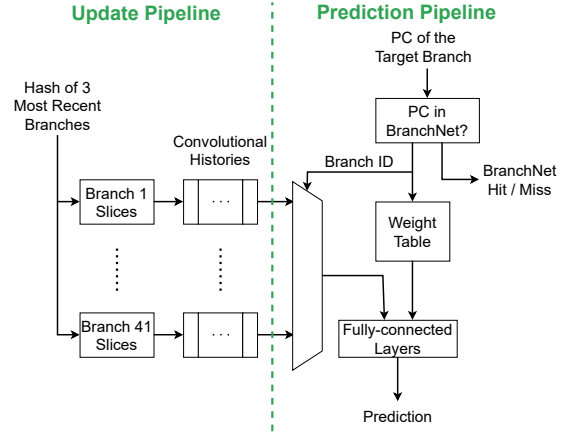 Update Pipeline
Prediction Pipeline
PC of the
Target Branch
Hash of 3
Most Recent
Branches
PC in
BranchNet?
Convolutional
Histories
Branch ID
BranchNet
Hit / Miss
Branch 1
Slices
...
Weight
Table
Branch 41
Slices
...
Fully-connected
Layers
Prediction